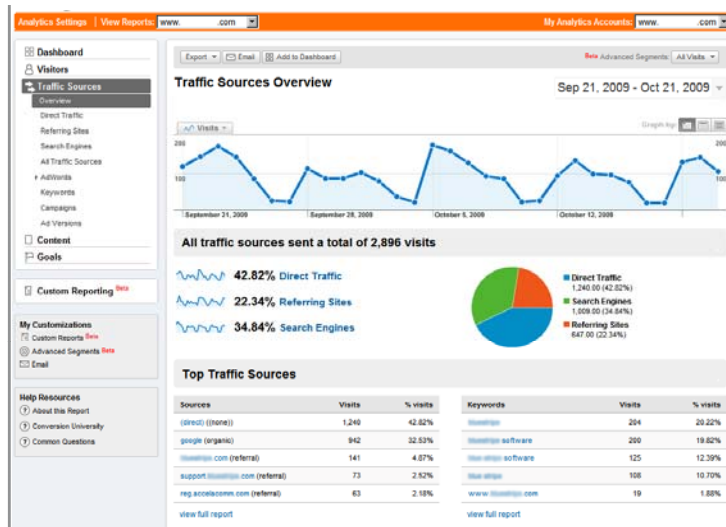 Analytics Settings | View Reports: www. .com My Analytics Accounts: www. .com
Dashboard
Visitors
Traffic Sources
Overview
Direct Traffic
Referring Sites
Search Engines
All Traffic Sources
AdWords
Keywords
Campaigns
Ad Versions
Content
Goals
Custom Reporting Beta
My Customizations
Custom Reports Beta
Advanced Segments Beta
Email
Help Resources
About this Report
Conversion University
Common Questions
Export Email Add to Dashboard
Beta Advanced Segments: All Visits
Traffic Sources Overview
Sep 21, 2009 - Oct 21, 2009
Visits
Graph by:
200 200
100 100
September 21, 2009 September 28, 2009 October 5, 2009 October 12, 2009
All traffic sources sent a total of 2,896 visits
42.82% Direct Traffic
22.34% Referring Sites
34.84% Search Engines
Direct Traffic
1,240.00 (42.82%)
Search Engines
1,009.00 (34.84%)
Referring Sites
647.00 (22.34%)
Top Traffic Sources
Sources Visits % visits
(direct) ((none)) 1,240 42.82%
google (organic) 942 32.53%
.com (referral) 141 4.87%
support. .com (referral) 73 2.52%
reg.accelacomm.com (referral) 63 2.18%
view full report
Keywords Visits % visits
204 20.22%
software 200 19.82%
software 125 12.39%
108 10.70%
www. .com 19 1.88%
view full report